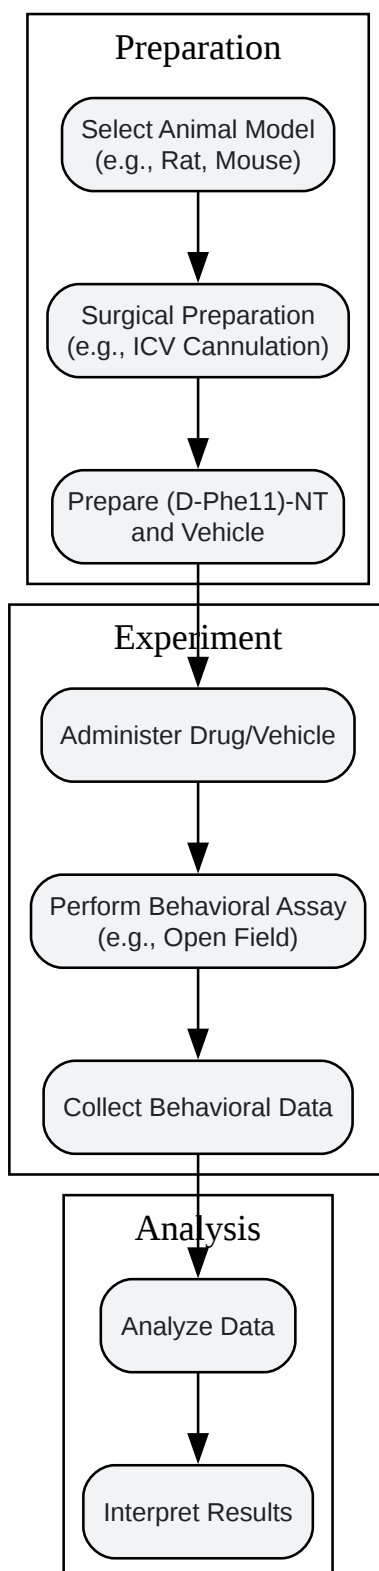 Preparation
Select Animal Model
(e.g., Rat, Mouse)
Surgical Preparation
(e.g., ICV Cannulation)
Prepare (D-Phe11)-NT
and Vehicle
Experiment
Administer Drug/Vehicle
Perform Behavioral Assay
(e.g., Open Field)
Collect Behavioral Data
Analysis
Analyze Data
Interpret Results